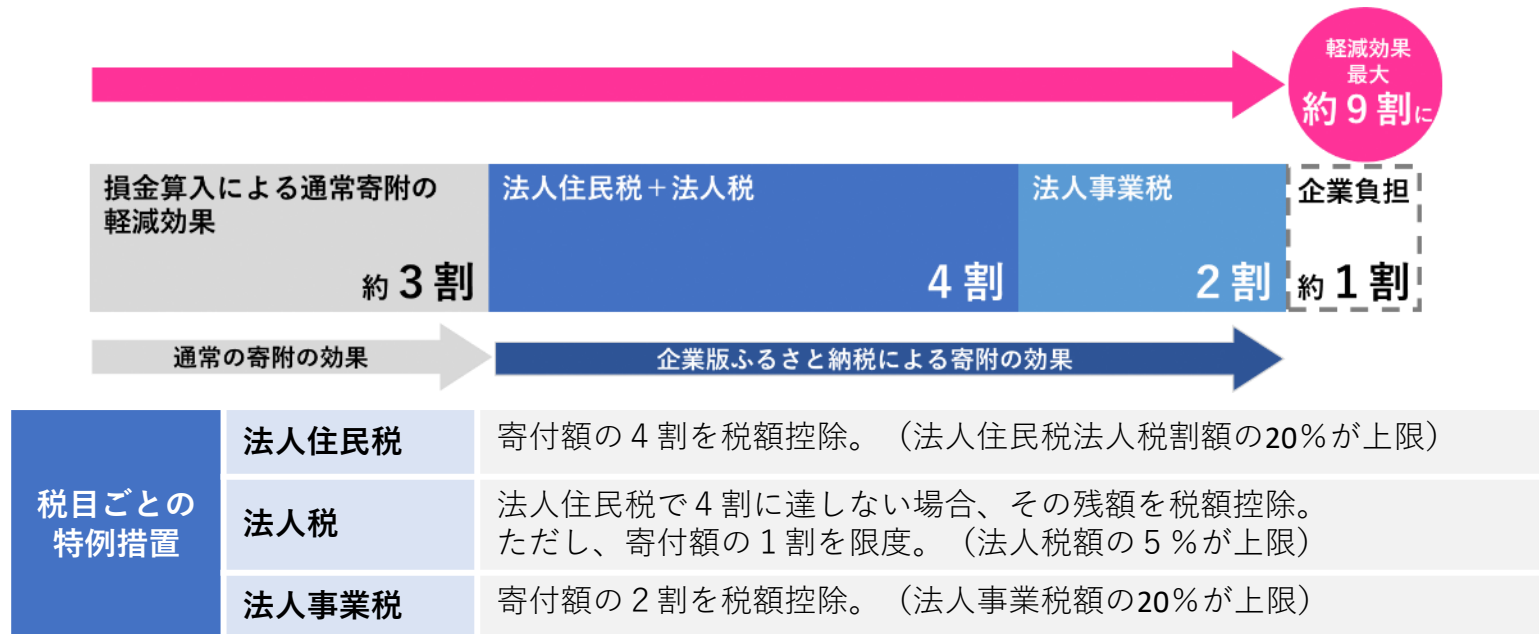 軽減効果
最大
約９割に
損金算入による通常寄附の
軽減効果
約３割
法人住民税＋法人税
４割
法人事業税
２割
企業負担
約１割
通常の寄附の効果
企業版ふるさと納税による寄附の効果
税目ごとの
特例措置
法人住民税
寄付額の４割を税額控除。（法人住民税法人税割額の20％が上限）
法人税
法人住民税で４割に達しない場合、その残額を税額控除。
ただし、寄付額の１割を限度。（法人税額の５％が上限）
法人事業税
寄付額の２割を税額控除。（法人事業税額の20％が上限）